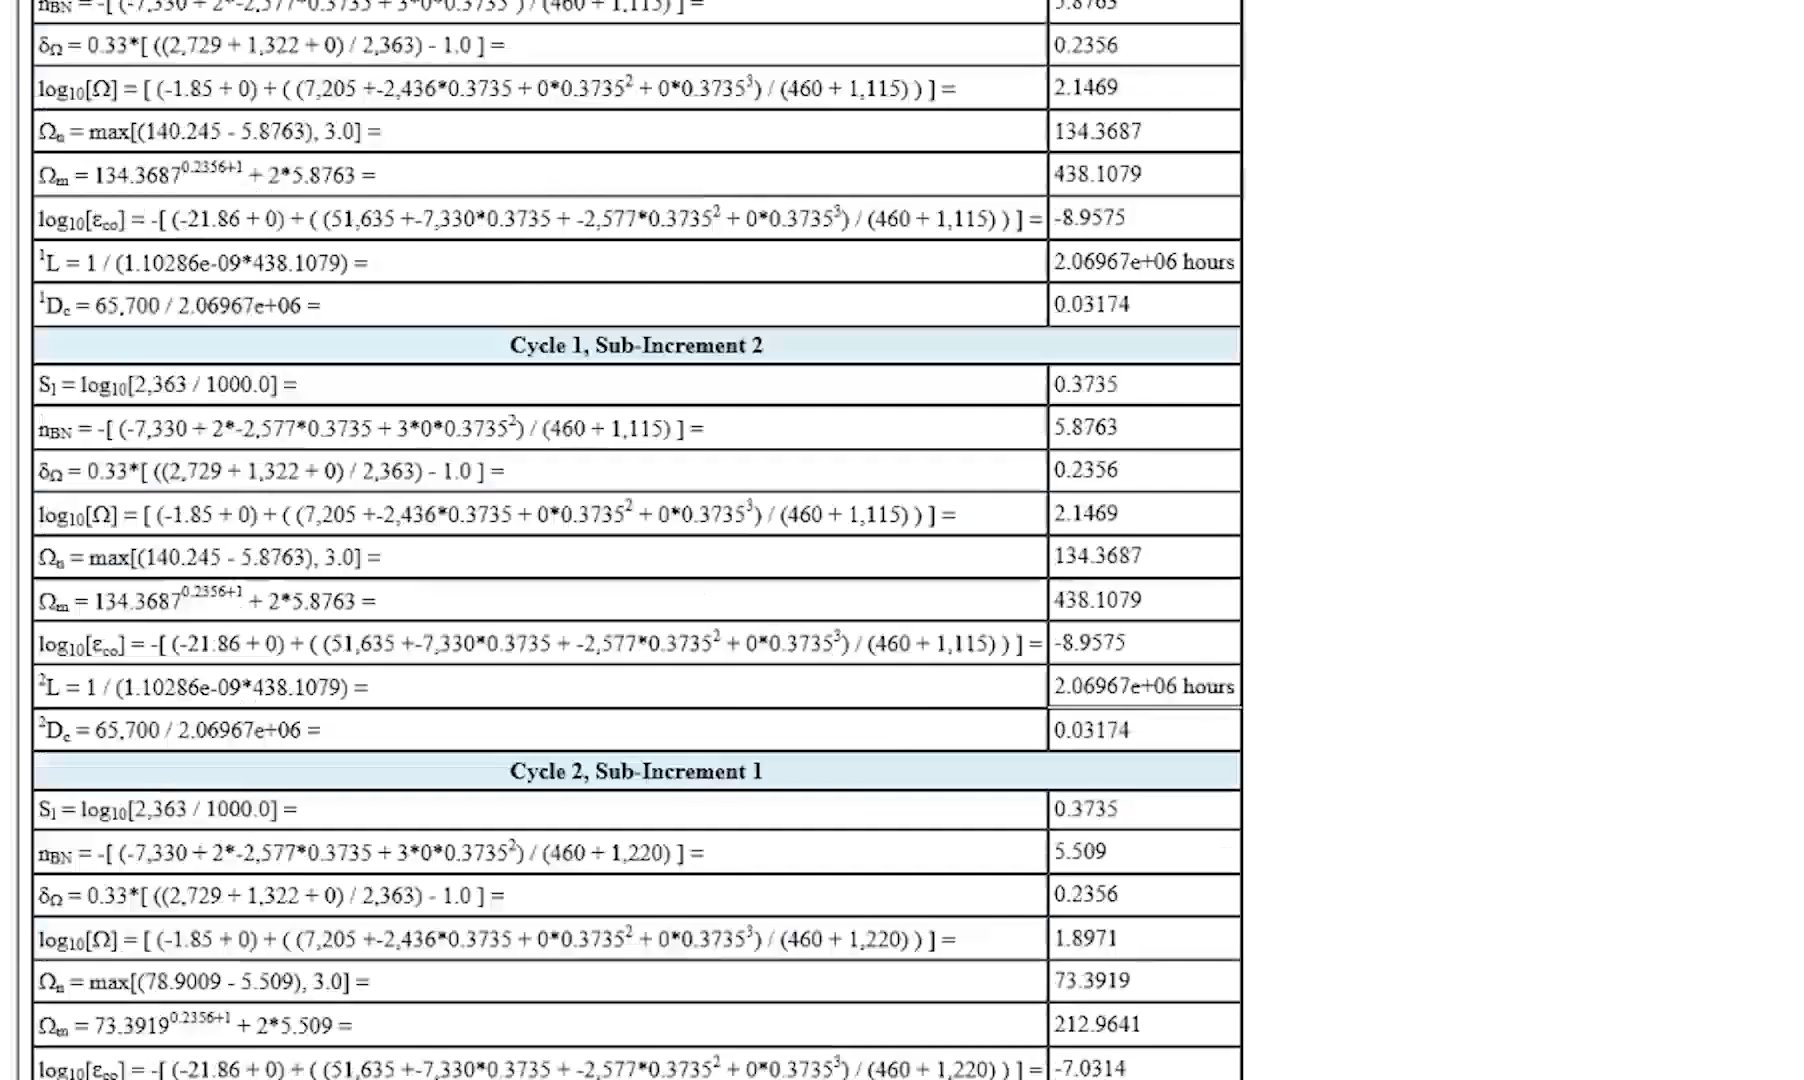 nBN = -[ (-7,330 + 2*-2,577*0.3735 + 3*0*0.3735²) / (460 + 1,115) ] = 5.8763
δΩ = 0.33*[ ((2,729 + 1,322 + 0) / 2,363) - 1.0 ] = 0.2356
log10[Ω] = [ (-1.85 + 0) + ( (7,205 +-2,436*0.3735 + 0*0.3735² + 0*0.3735³) / (460 + 1,115) ) ] = 2.1469
Ωn = max[(140.245 - 5.8763), 3.0] = 134.3687
Ωm = 134.3687^0.2356+1 + 2*5.8763 = 438.1079
log10[εco] = -[ (-21.86 + 0) + ( (51,635 +-7,330*0.3735 + -2,577*0.3735² + 0*0.3735³) / (460 + 1,115) ) ] = -8.9575
¹L = 1 / (1.10286e-09*438.1079) = 2.06967e+06 hours
¹Dc = 65,700 / 2.06967e+06 = 0.03174
Cycle 1, Sub-Increment 2
S1 = log10[2,363 / 1000.0] = 0.3735
nBN = -[ (-7,330 + 2*-2,577*0.3735 + 3*0*0.3735²) / (460 + 1,115) ] = 5.8763
δΩ = 0.33*[ ((2,729 + 1,322 + 0) / 2,363) - 1.0 ] = 0.2356
log10[Ω] = [ (-1.85 + 0) + ( (7,205 +-2,436*0.3735 + 0*0.3735² + 0*0.3735³) / (460 + 1,115) ) ] = 2.1469
Ωn = max[(140.245 - 5.8763), 3.0] = 134.3687
Ωm = 134.3687^0.2356+1 + 2*5.8763 = 438.1079
log10[εco] = -[ (-21.86 + 0) + ( (51,635 +-7,330*0.3735 + -2,577*0.3735² + 0*0.3735³) / (460 + 1,115) ) ] = -8.9575
²L = 1 / (1.10286e-09*438.1079) = 2.06967e+06 hours
²Dc = 65,700 / 2.06967e+06 = 0.03174
Cycle 2, Sub-Increment 1
S1 = log10[2,363 / 1000.0] = 0.3735
nBN = -[ (-7,330 + 2*-2,577*0.3735 + 3*0*0.3735²) / (460 + 1,220) ] = 5.509
δΩ = 0.33*[ ((2,729 + 1,322 + 0) / 2,363) - 1.0 ] = 0.2356
log10[Ω] = [ (-1.85 + 0) + ( (7,205 +-2,436*0.3735 + 0*0.3735² + 0*0.3735³) / (460 + 1,220) ) ] = 1.8971
Ωn = max[(78.9009 - 5.509), 3.0] = 73.3919
Ωm = 73.3919^0.2356+1 + 2*5.509 = 212.9641
log10[εco] = -[ (-21.86 + 0) + ( (51,635 +-7,330*0.3735 + -2,577*0.3735² + 0*0.3735³) / (460 + 1,220) ) ] = -7.0314